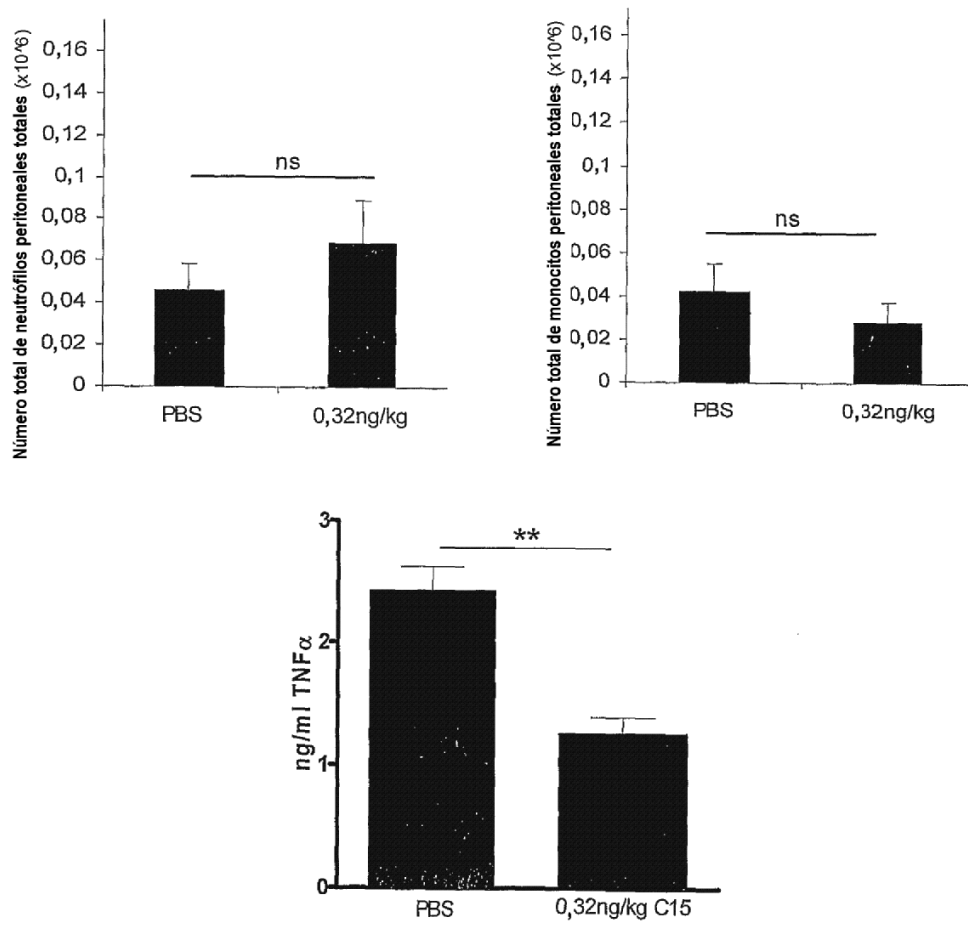 Número total de neutrófilos peritoneales totales (x10^6)
0,16
0,14
0,12
0,1
0,08
0,06
0,04
0,02
0
ns
PBS
0,32ng/kg
Número total de monocitos peritoneales totales (x10^6)
0,16
0,14
0,12
0,1
0,08
0,06
0,04
0,02
0
ns
PBS
0,32ng/kg
ng/ml TNFα
3
2
1
0
**
PBS
0,32ng/kg C15